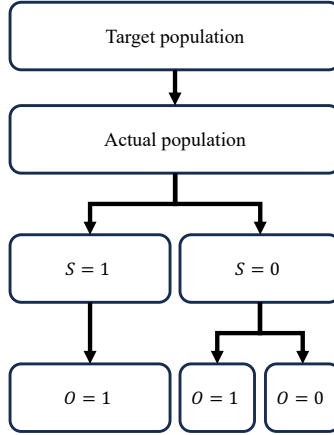 Target population
Actual population
S = 1
S = 0
O = 1
O = 1
O = 0